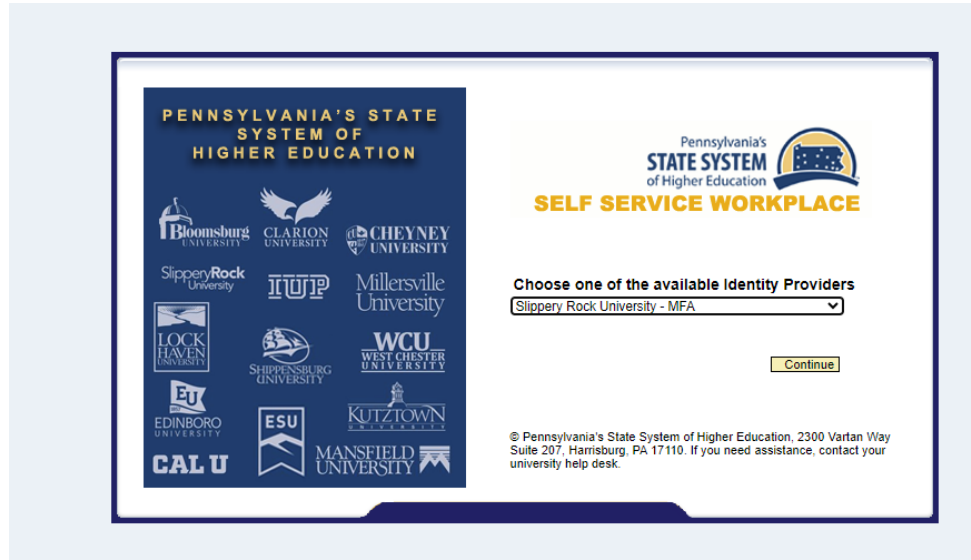 PENNSYLVANIA'S STATE
SYSTEM OF
HIGHER EDUCATION
Bloomsburg
UNIVERSITY
CLARION
UNIVERSITY
CHEYNEY
UNIVERSITY
SlipperyRock
University
IUP
Millersville
University
LOCK
HAVEN
UNIVERSITY
SHIPPENSBURG
UNIVERSITY
WCU
WEST CHESTER
UNIVERSITY
EU
EDINBORO
UNIVERSITY
ESU
KUTZTOWN
UNIVERSITY
CAL U
MANSFIELD
UNIVERSITY
Pennsylvania's
STATE SYSTEM
of Higher Education
SELF SERVICE WORKPLACE
Choose one of the available Identity Providers
Slippery Rock University - MFA
Continue
© Pennsylvania's State System of Higher Education, 2300 Vartan Way
Suite 207, Harrisburg, PA 17110. If you need assistance, contact your
university help desk.